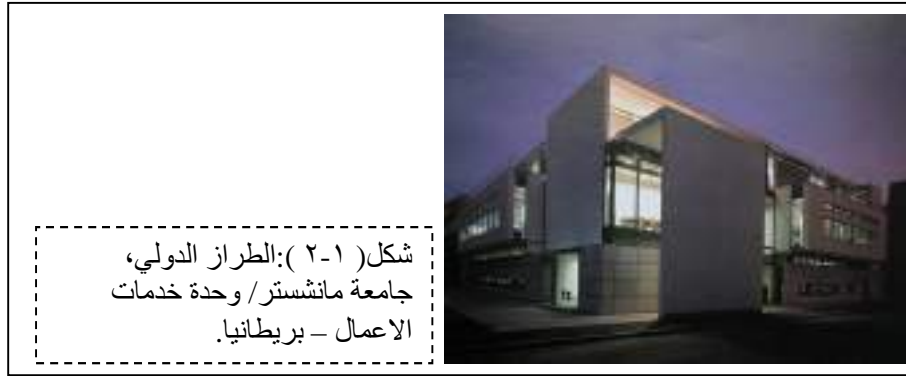 شكل( ١-٢ ):الطراز الدولي،
جامعة مانشستر/ وحدة خدمات
الاعمال – بريطانيا.